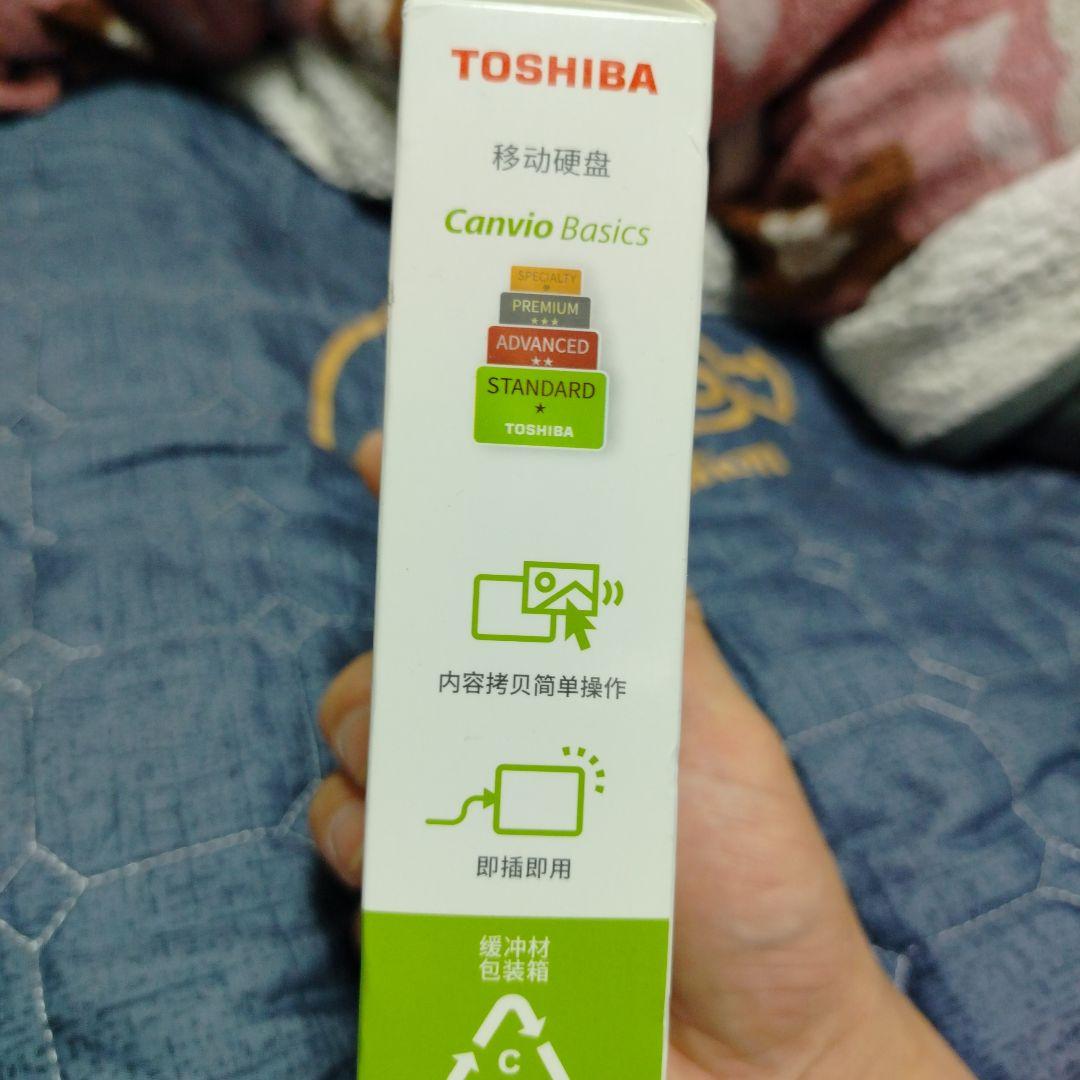 TOSHIBA
移动硬盘
Canvio Basics
SPECIALTY
PREMIUM
★★★
ADVANCED
★★
STANDARD
★
TOSHIBA
内容拷贝简单操作
即插即用
缓冲材
包装箱
C